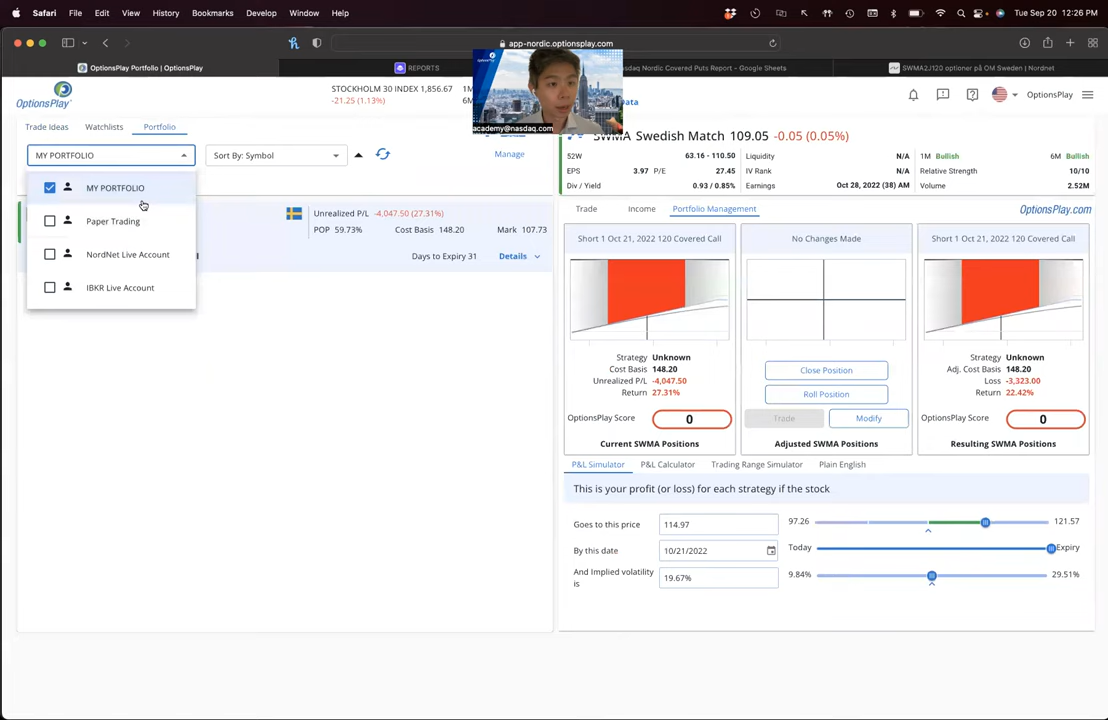 Safari File Edit View History Bookmarks Develop Window Help
Tue Sep 20 12:26 PM
app-nordic.optionsplay.com
OptionsPlay Portfolio | OptionsPlay
REPORTS
Nasdaq Nordic Covered Puts Report – Google Sheets
SWMA2J120 optioner på OM Sweden | Nordnet
academy@nasdaq.com
OptionsPlay
STOCKHOLM 30 INDEX 1,856.67
-21.25 (1.13%)
1M
6M
Data
OptionsPlay
Trade Ideas Watchlists Portfolio
MY PORTFOLIO
Sort By: Symbol
Manage
MY PORTFOLIO
Paper Trading
NordNet Live Account
IBKR Live Account
Unrealized P/L -4,047.50 (27.31%)
POP 59.73% Cost Basis 148.20 Mark 107.73
Days to Expiry 31 Details
SWMA Swedish Match 109.05 -0.05 (0.05%)
52W 63.16 - 110.50 Liquidity N/A 1M Bullish 6M Bullish
EPS 3.97 P/E 27.45 IV Rank N/A Relative Strength 10/10
Div / Yield 0.93 / 0.85% Earnings Oct 28, 2022 (38) AM Volume 2.52M
Trade Income Portfolio Management OptionsPlay.com
Short 1 Oct 21, 2022 120 Covered Call
Strategy Unknown
Cost Basis 148.20
Unrealized P/L -4,047.50
Return 27.31%
OptionsPlay Score 0
Current SWMA Positions
No Changes Made
Close Position
Roll Position
Trade Modify
Adjusted SWMA Positions
Short 1 Oct 21, 2022 120 Covered Call
Strategy Unknown
Adj. Cost Basis 148.20
Loss -3,323.00
Return 22.42%
OptionsPlay Score 0
Resulting SWMA Positions
P&L Simulator P&L Calculator Trading Range Simulator Plain English
This is your profit (or loss) for each strategy if the stock
Goes to this price 114.97 97.26 121.57
By this date 10/21/2022 Today Expiry
And Implied volatility
is
19.67% 9.84% 29.51%